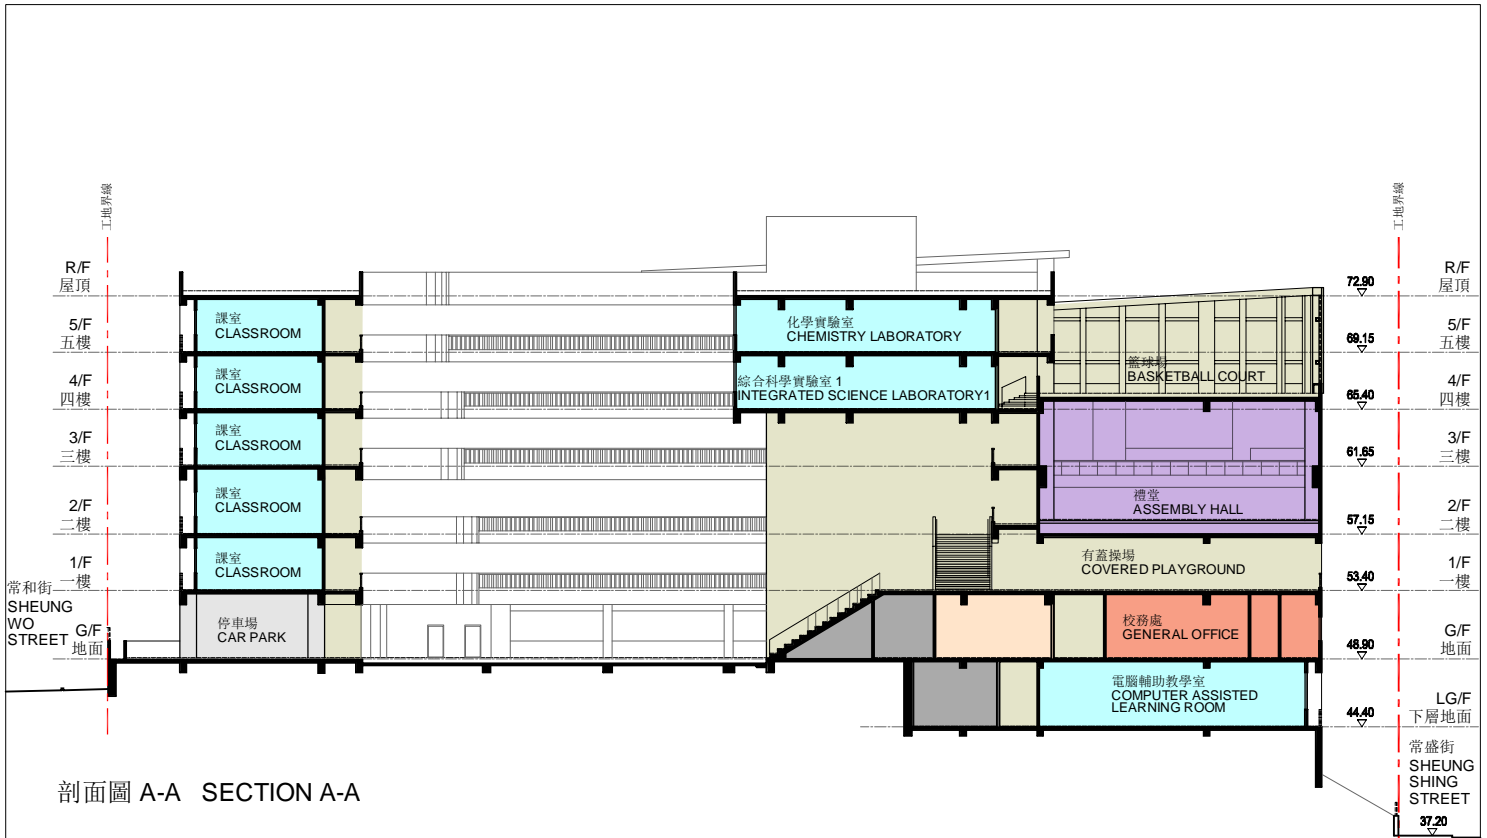 工地界線
工地界線
R/F
屋頂
5/F
五樓
4/F
四樓
3/F
三樓
2/F
二樓
1/F
一樓
G/F
地面
常和街
SHEUNG
WO
STREET
課室
CLASSROOM
課室
CLASSROOM
課室
CLASSROOM
課室
CLASSROOM
課室
CLASSROOM
停車場
CAR PARK
化學實驗室
CHEMISTRY LABORATORY
綜合科學實驗室 1
INTEGRATED SCIENCE LABORATORY1
籃球場
BASKETBALL COURT
禮堂
ASSEMBLY HALL
有蓋操場
COVERED PLAYGROUND
校務處
GENERAL OFFICE
電腦輔助教學室
COMPUTER ASSISTED
LEARNING ROOM
72.90
69.15
65.40
61.65
57.15
53.40
48.90
44.40
R/F
屋頂
5/F
五樓
4/F
四樓
3/F
三樓
2/F
二樓
1/F
一樓
G/F
地面
LG/F
下層地面
常盛街
SHEUNG
SHING
STREET
37.20
剖面圖 A-A SECTION A-A